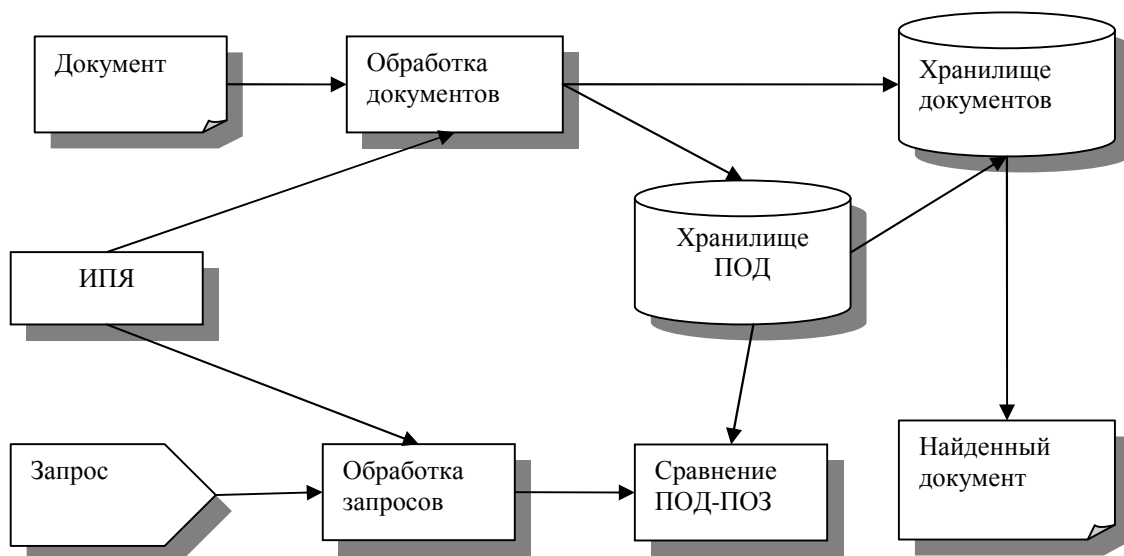 Документ
Обработка
документов
Хранилище
документов
Хранилище
ПОД
ИПЯ
Запрос
Обработка
запросов
Сравнение
ПОД-ПОЗ
Найденный
документ